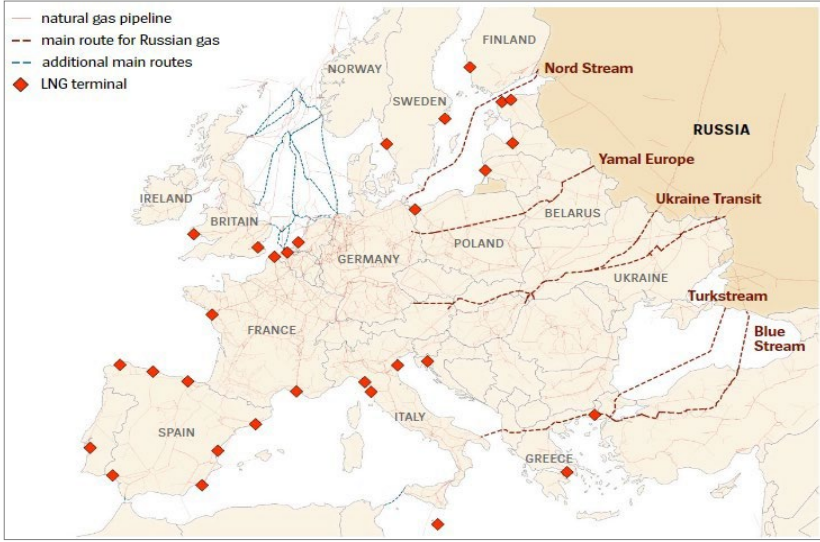 natural gas pipeline
main route for Russian gas
additional main routes
LNG terminal
FINLAND
NORWAY
Nord Stream
SWEDEN
RUSSIA
Yamal Europe
IRELAND
Ukraine Transit
BRITAIN
BELARUS
POLAND
GERMANY
UKRAINE
Turkstream
FRANCE
Blue
Stream
ITALY
SPAIN
GREECE